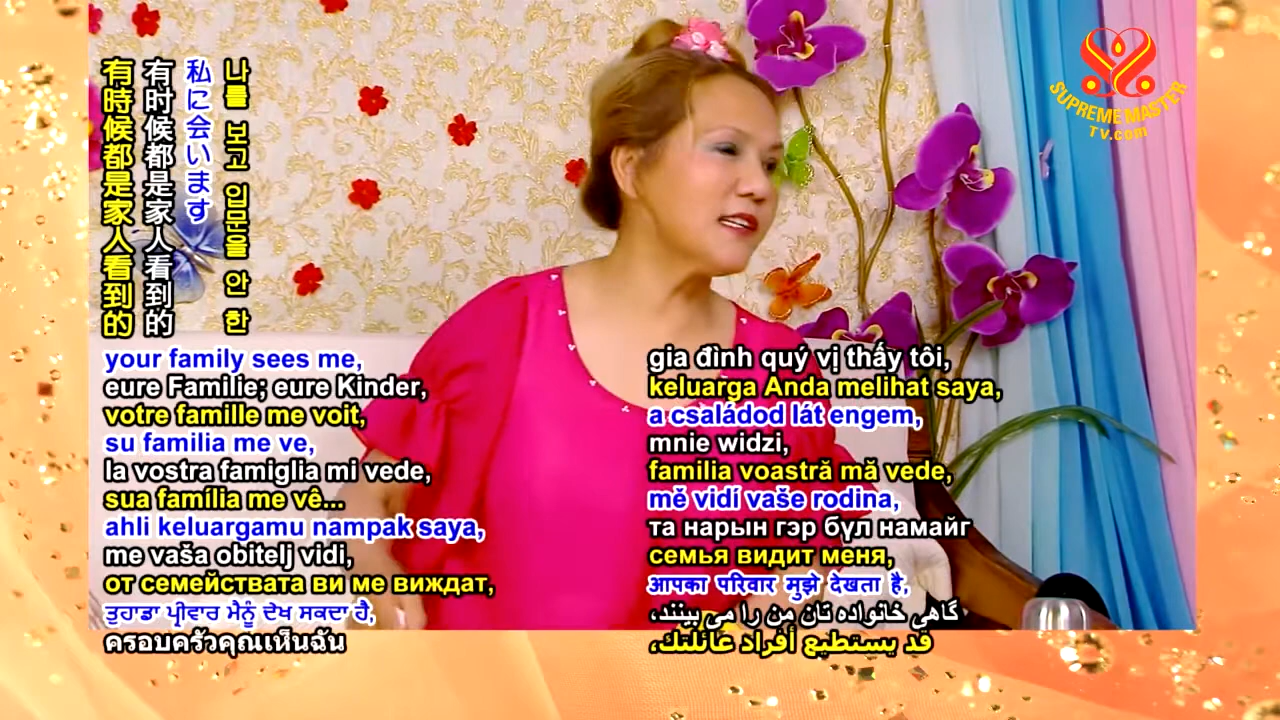 有時候都是家人看到的
有时候都是家人看到的
私に会います
나를 보고 입문을 안 한
SUPREME MASTER
TV.com
your family sees me,
eure Familie; eure Kinder,
votre famille me voit,
su familia me ve,
la vostra famiglia mi vede,
sua família me vê...
ahli keluargamu nampak saya,
me vaša obitelj vidi,
от семействата ви ме виждат,
ਤੁਹਾਡਾ ਪ੍ਰੀਵਾਰ ਮੈਨੂੰ ਦੇਖ ਸਕਦਾ ਹੈ,
ครอบครัวคุณเห็นฉัน
gia đình quý vị thấy tôi,
keluarga Anda melihat saya,
a családod lát engem,
mnie widzi,
familia voastră mă vede,
mě vidí vaše rodina,
та нарын гэр бүл намайг
семья видит меня,
आपका परिवार मुझे देखता है,
گاهی خانواده تان من را می بینند،
قد يستطيع أفراد عائلتك،